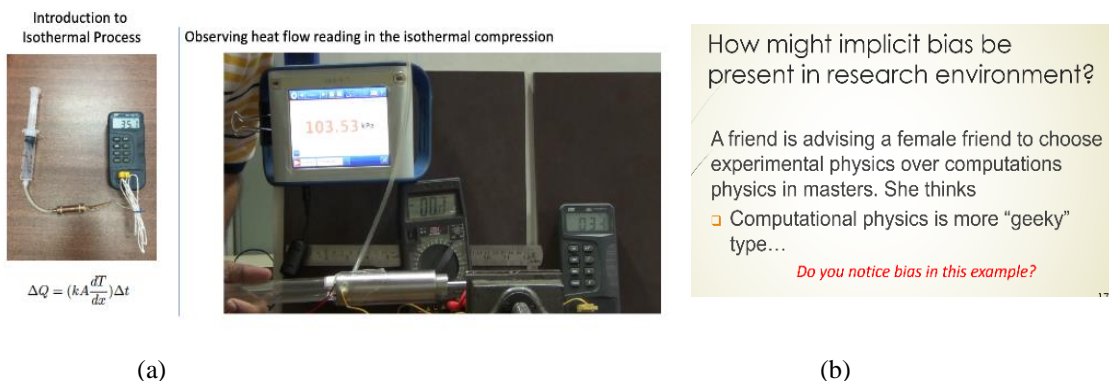 Introduction to
Isothermal Process
Observing heat flow reading in the isothermal compression
103.53 kPa
ΔQ = (kA dT/dx)Δt
How might implicit bias be
present in research environment?
A friend is advising a female friend to choose
experimental physics over computations
physics in masters. She thinks
Computational physics is more “geeky”
type…
Do you notice bias in this example?
17
(a)
(b)